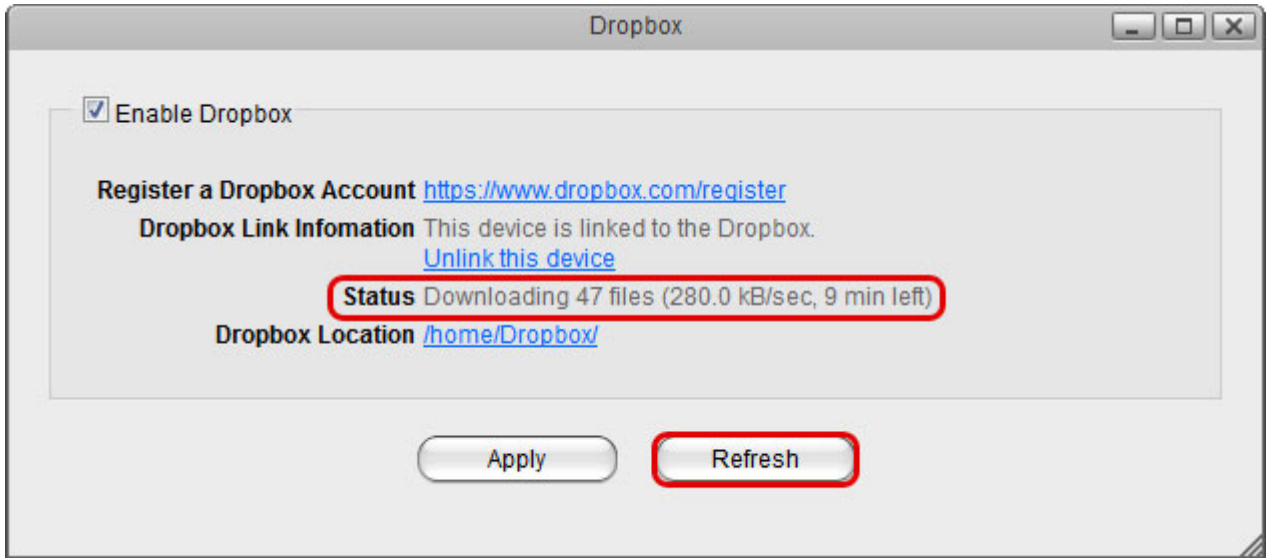 Dropbox
Enable Dropbox
Register a Dropbox Account https://www.dropbox.com/register
Dropbox Link Infomation This device is linked to the Dropbox.
Unlink this device
Status Downloading 47 files (280.0 kB/sec, 9 min left)
Dropbox Location /home/Dropbox/
Apply Refresh